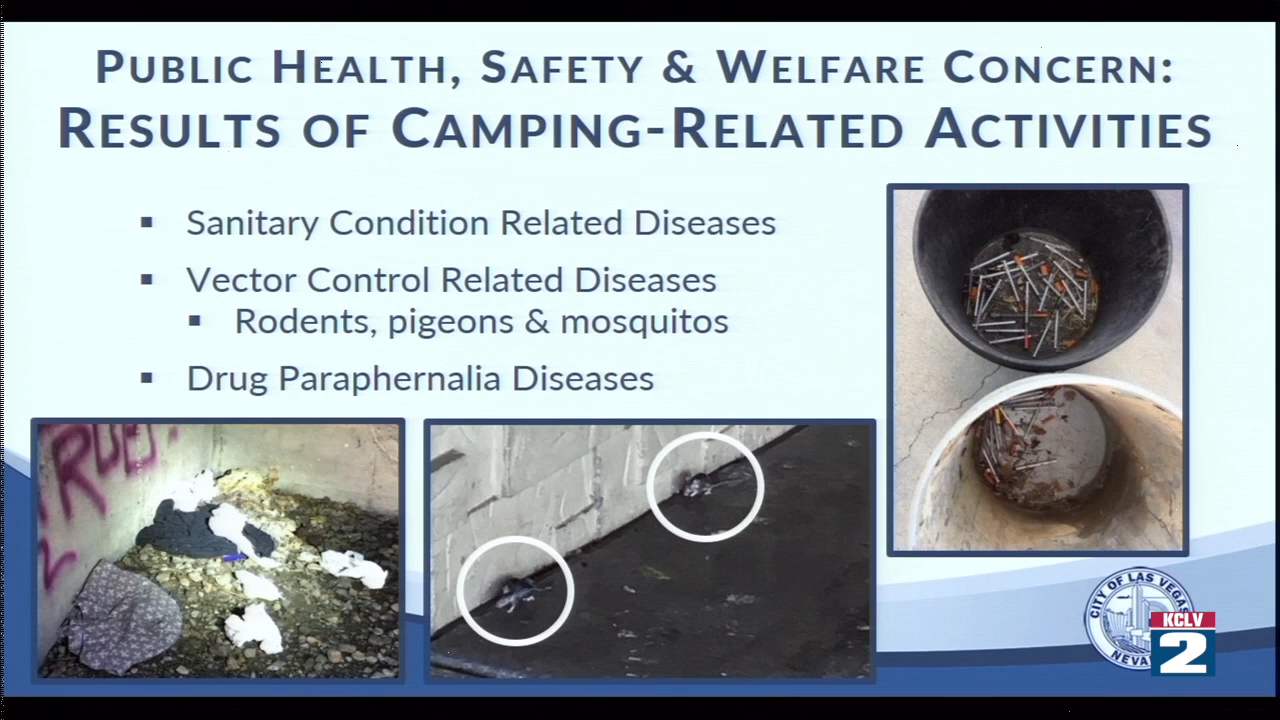 PUBLIC HEALTH, SAFETY & WELFARE CONCERN:
RESULTS OF CAMPING-RELATED ACTIVITIES
▪ Sanitary Condition Related Diseases
▪ Vector Control Related Diseases
▪ Rodents, pigeons & mosquitos
▪ Drug Paraphernalia Diseases
CITY OF LAS VEGAS
KCLV
2